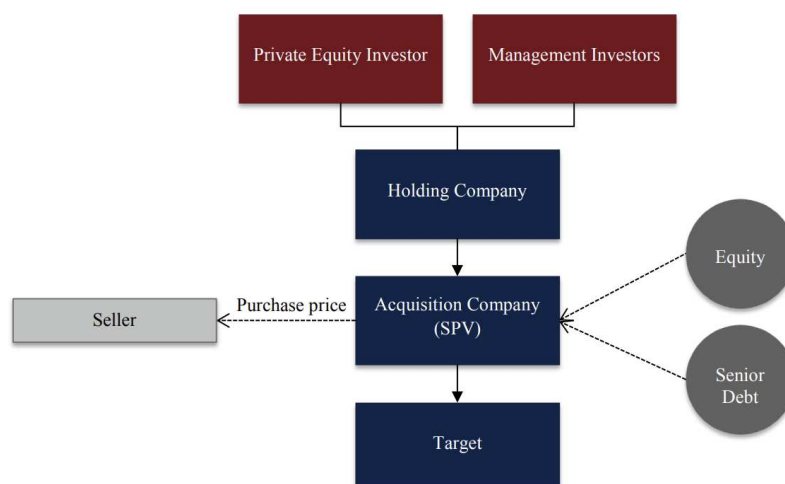 Private Equity Investor
Management Investors
Holding Company
Equity
Purchase price
Acquisition Company
(SPV)
Seller
Senior
Debt
Target